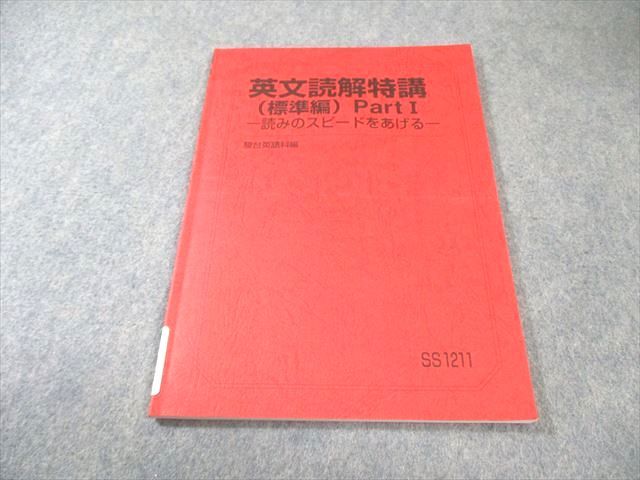 英文読解特講
(標準編) Part I
―読みのスピードをあげる―
駿台英語科編
SS1211